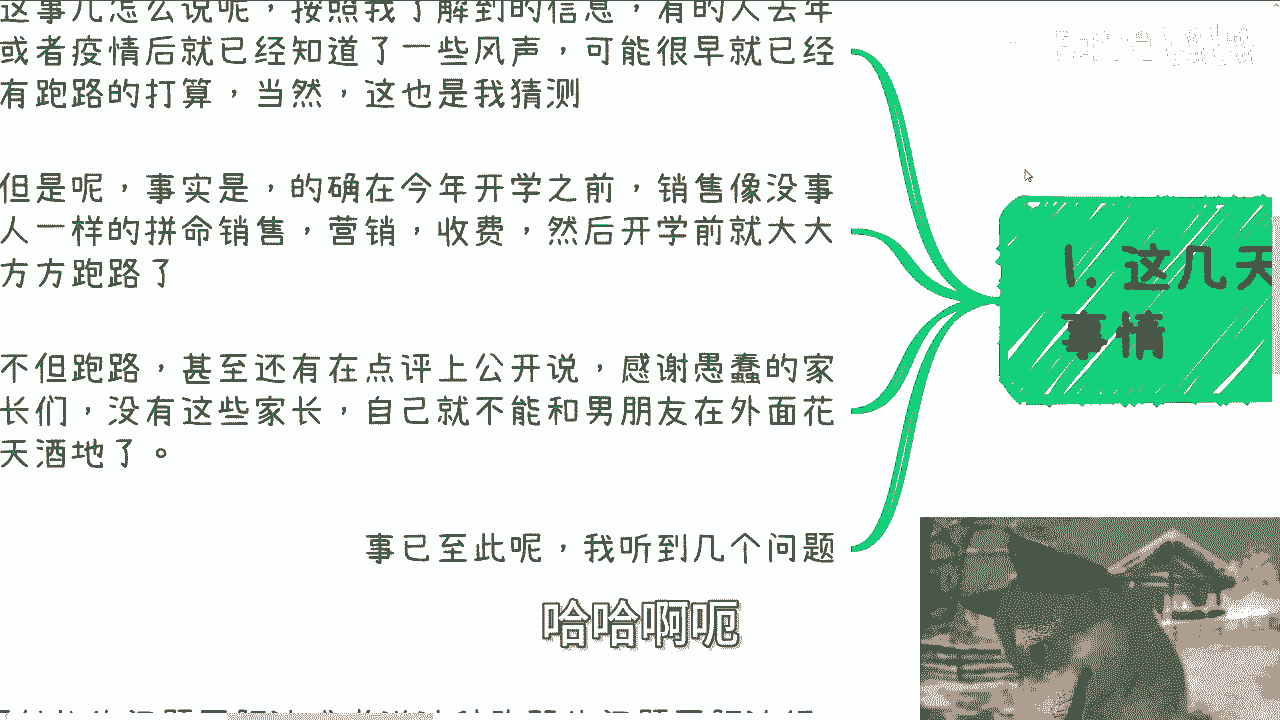 这事儿怎么说呢，按照我了解到的信息，有的人去年
或者疫情后就已经知道了一些风声，可能很早就已经
有跑路的打算，当然，这也是我猜测
但是呢，事实是，的确在今年开学之前，销售像没事
人一样的拼命销售，营销，收费，然后开学前就大大
方方跑路了
不但跑路，甚至还有在点评上公开说，感谢愚蠢的家
长们，没有这些家长，自己就不能和男朋友在外面花
天酒地了。
事已至此呢，我听到几个问题
1. 这几天
事情
哈哈啊呃